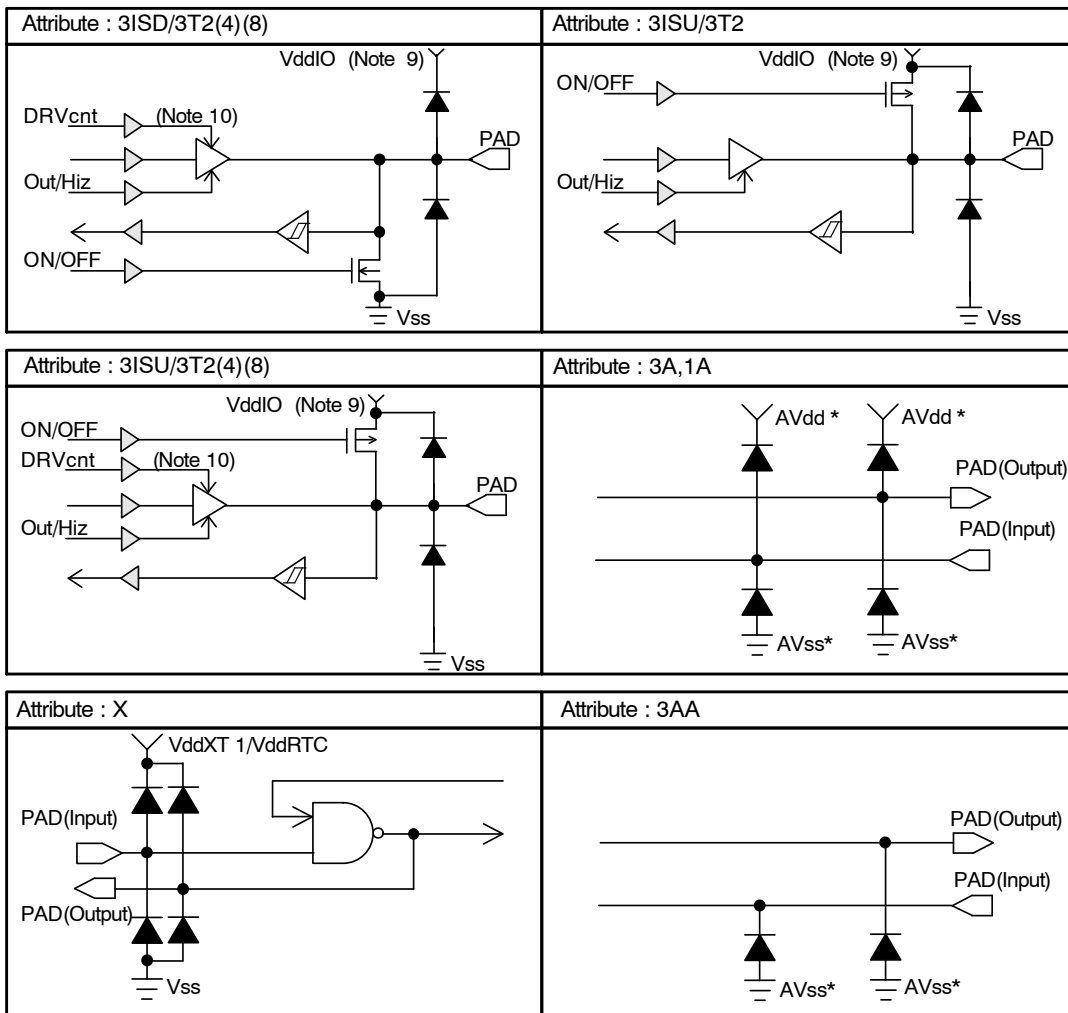 Attribute : 3ISD/3T2(4)(8)
VddIO (Note 9)
DRVcnt
(Note 10)
PAD
Out/Hiz
ON/OFF
Vss
Attribute : 3ISU/3T2
VddIO (Note 9)
ON/OFF
PAD
Out/Hiz
Vss
Attribute : 3ISU/3T2(4)(8)
VddIO (Note 9)
ON/OFF
DRVcnt
(Note 10)
PAD
Out/Hiz
Vss
Attribute : 3A,1A
AVdd * AVdd *
PAD(Output)
PAD(Input)
AVss* AVss*
Attribute : X
VddXT 1/VddRTC
PAD(Input)
PAD(Output)
Vss
Attribute : 3AA
PAD(Output)
PAD(Input)
AVss* AVss*